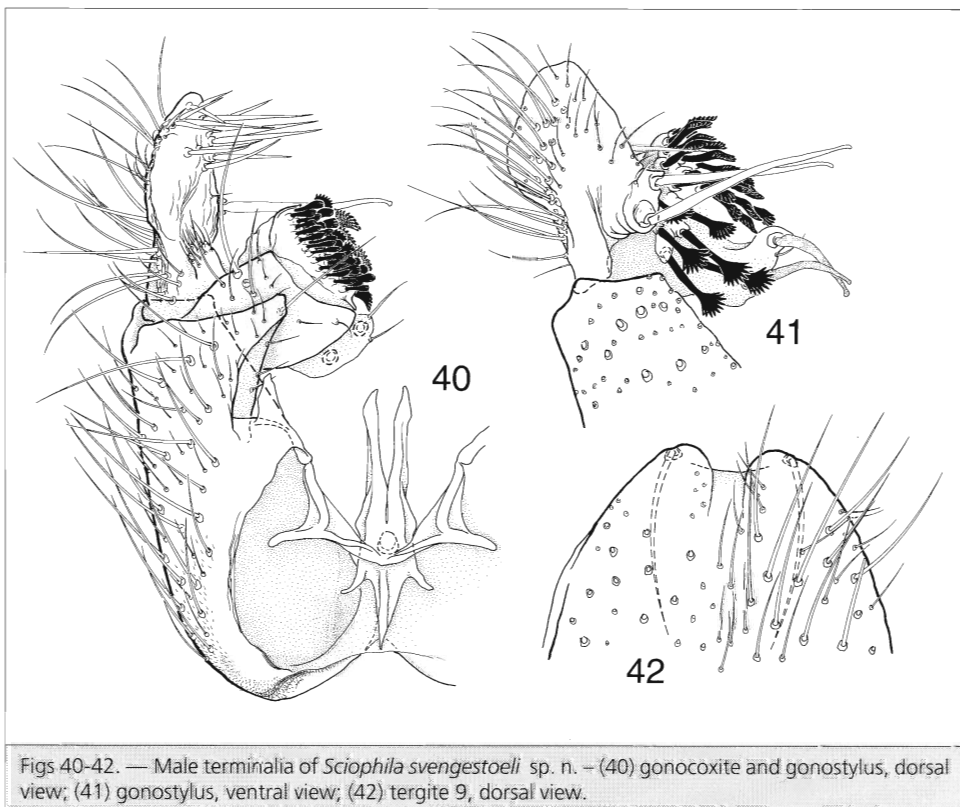 41
40
42
Figs 40-42. — Male terminalia of Sciophila svengestoeli sp. n. – (40) gonocoxite and gonostylus, dorsal
view; (41) gonostylus, ventral view; (42) tergite 9, dorsal view.